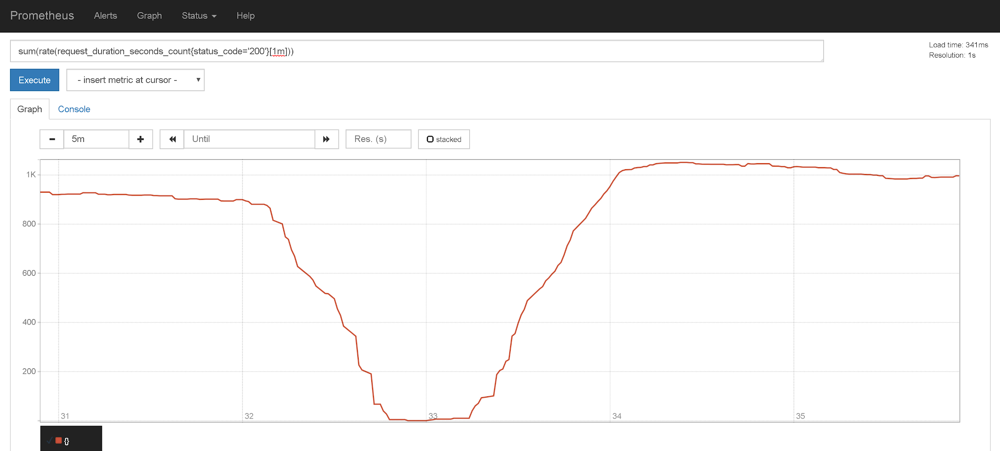 Prometheus Alerts Graph Status Help
sum(rate(request_duration_seconds_count{status_code='200'}[1m]))
Load time: 341ms
Resolution: 1s
Execute - insert metric at cursor -
Graph Console
5m Until Res. (s) stacked
1K
800
600
400
200
31 32 33 34 35
{}